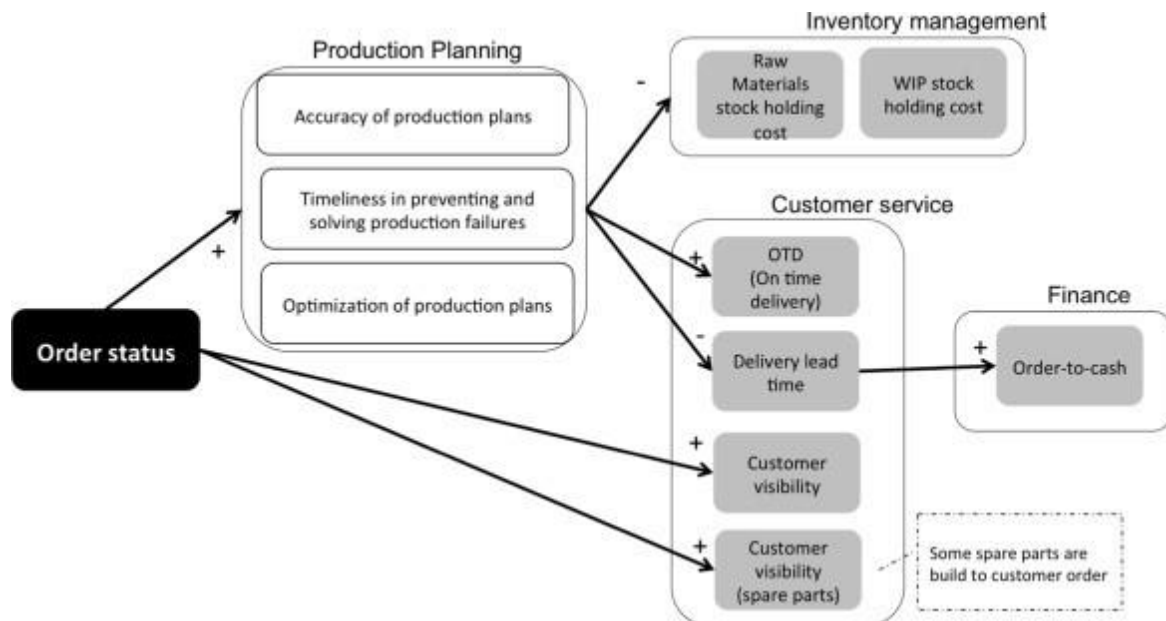 Inventory management
Production Planning
Raw
Materials
stock holding
cost
WIP stock
holding cost
-
Accuracy of production plans
Timeliness in preventing and
solving production failures
Optimization of production plans
+
Order status
Customer service
+
OTD
(On time
delivery)
-
Delivery lead
time
Finance
+
Order-to-cash
+
Customer
visibility
+
Customer
visibility
(spare parts)
Some spare parts are
build to customer order